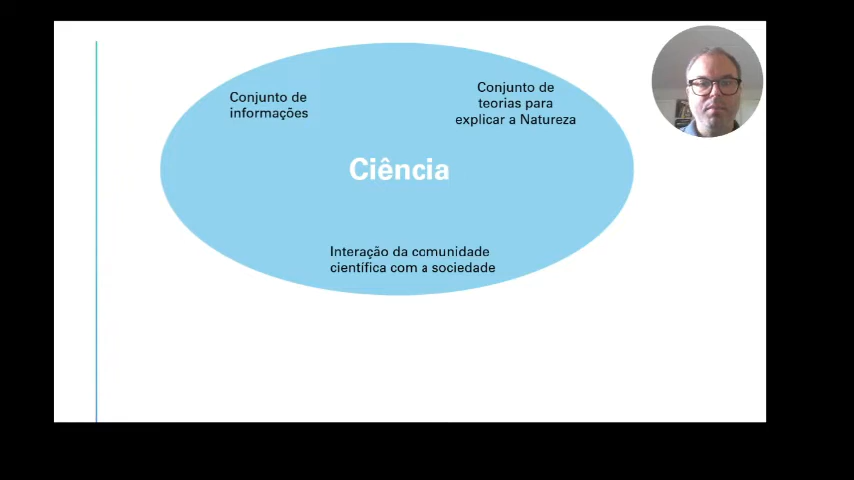 Conjunto de
informações
Conjunto de
teorias para
explicar a Natureza
Ciência
Interação da comunidade
científica com a sociedade